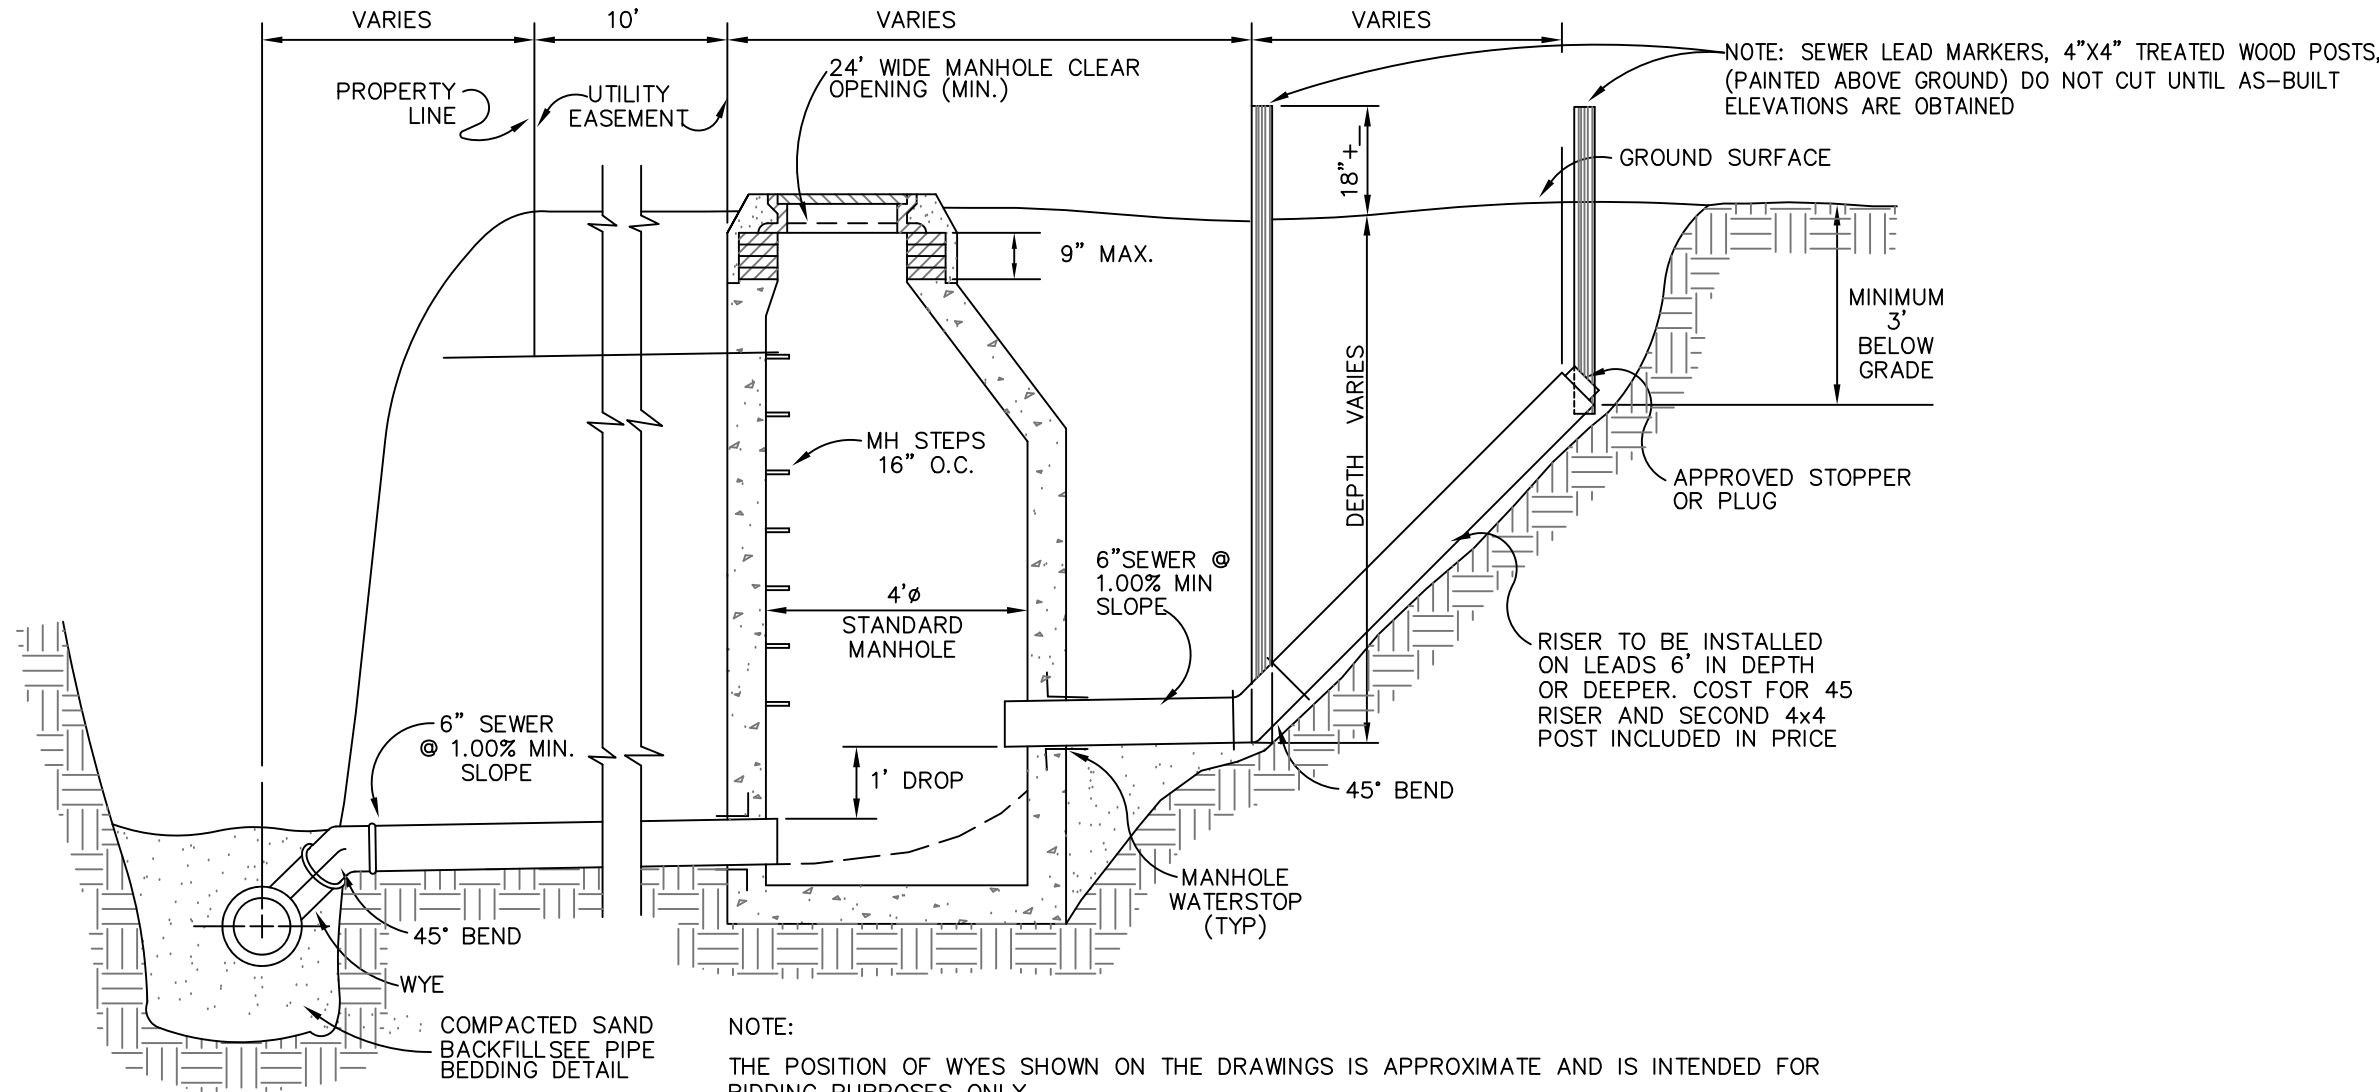 VARIES
10'
VARIES
VARIES
24' WIDE MANHOLE CLEAR
OPENING (MIN.)
NOTE: SEWER LEAD MARKERS, 4"X4" TREATED WOOD POSTS,
(PAINTED ABOVE GROUND) DO NOT CUT UNTIL AS-BUILT
ELEVATIONS ARE OBTAINED
PROPERTY
LINE
UTILITY
EASEMENT
18"+_
GROUND SURFACE
9" MAX.
MINIMUM
3'
BELOW
GRADE
DEPTH VARIES
MH STEPS
16" O.C.
APPROVED STOPPER
OR PLUG
6"SEWER @
1.00% MIN
SLOPE
4'ø
STANDARD
MANHOLE
RISER TO BE INSTALLED
ON LEADS 6' IN DEPTH
OR DEEPER. COST FOR 45
RISER AND SECOND 4x4
POST INCLUDED IN PRICE
6" SEWER
@ 1.00% MIN.
SLOPE
1' DROP
45° BEND
MANHOLE
WATERSTOP
(TYP)
45° BEND
WYE
COMPACTED SAND
BACKFILLSEE PIPE
BEDDING DETAIL
NOTE:
THE POSITION OF WYES SHOWN ON THE DRAWINGS IS APPROXIMATE AND IS INTENDED FOR
BIDDING PURPOSES ONLY